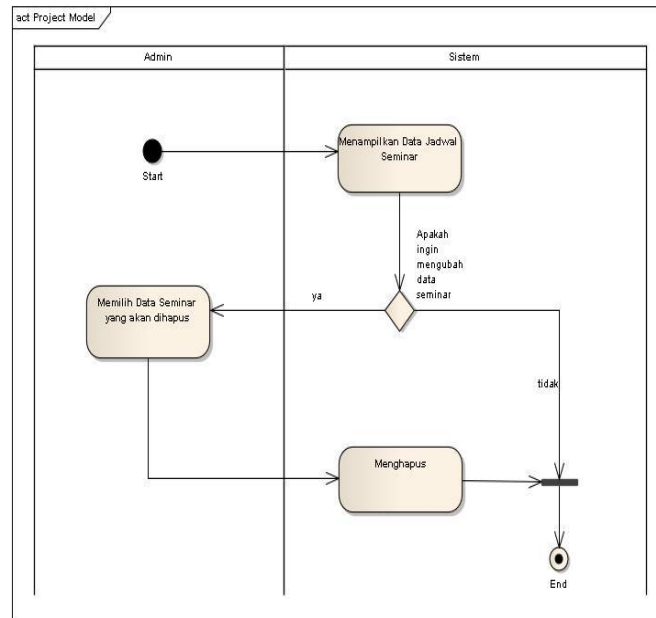 act Project Model
Admin
Sistem
Menampilkan Data Jadwal
Seminar
Start
Apakah
ingin
mengubah
data
seminar
ya
Memilih Data Seminar
yang akan dihapus
tidak
Menghapus
End